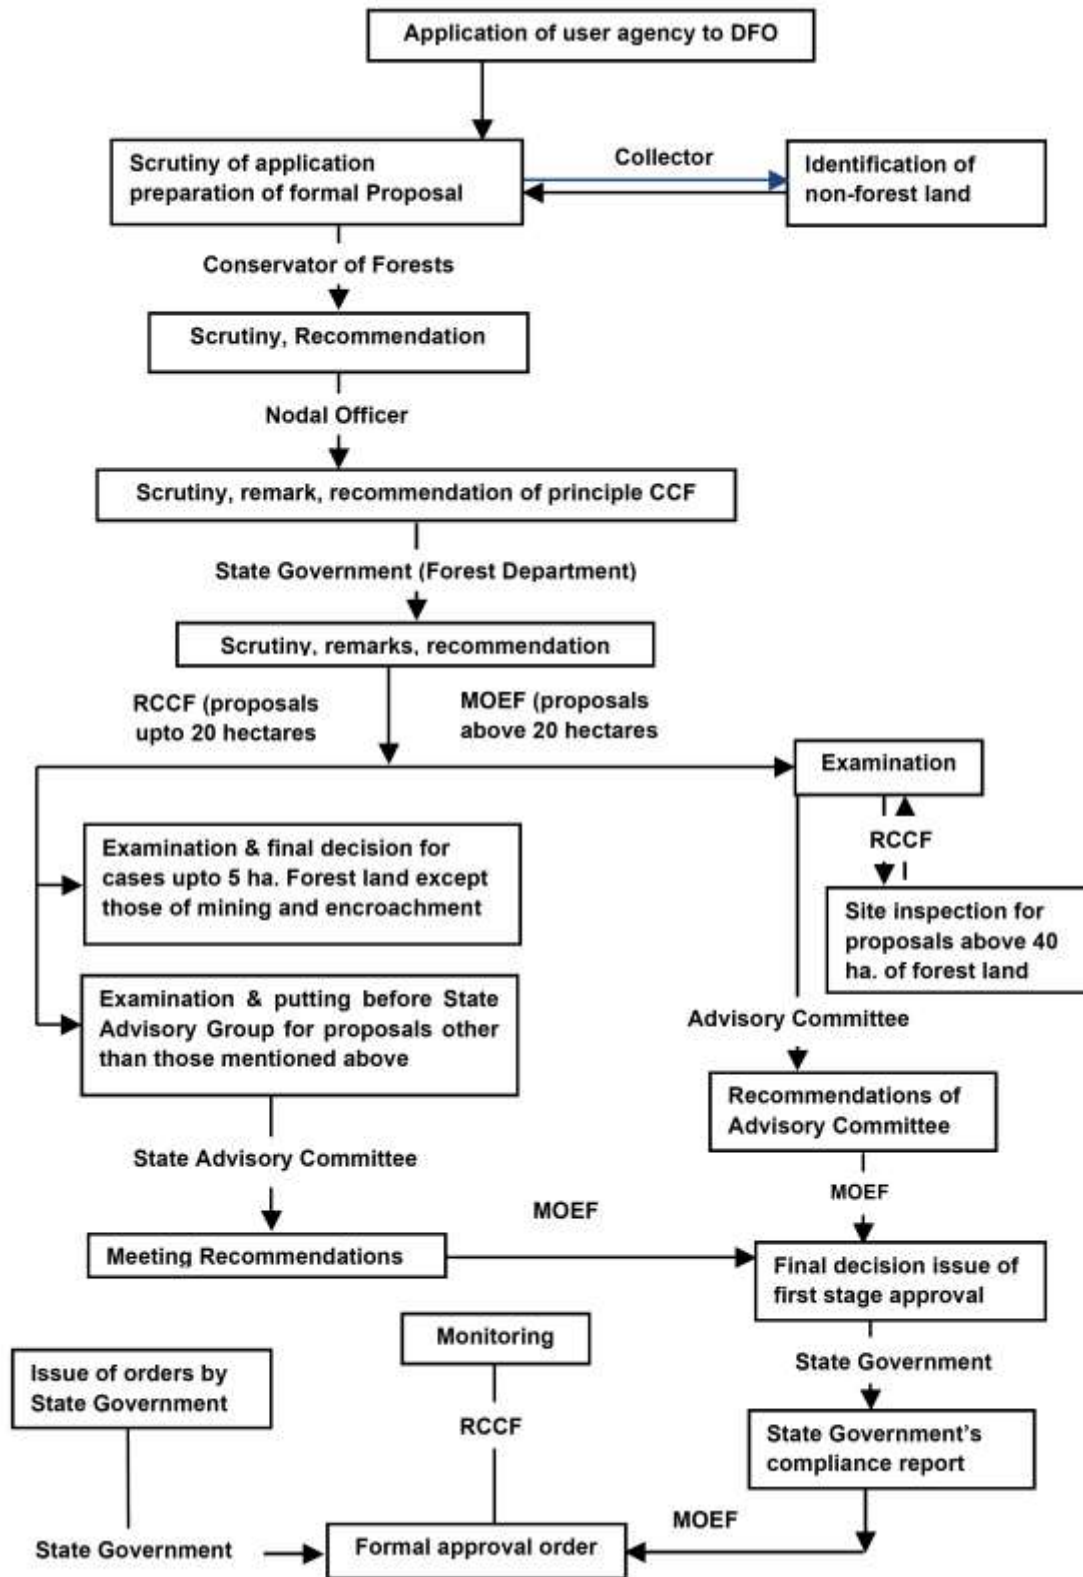 Application of user agency to DFO
Scrutiny of application
preparation of formal Proposal
Collector
Identification of
non-forest land
Conservator of Forests
Scrutiny, Recommendation
Nodal Officer
Scrutiny, remark, recommendation of principle CCF
State Government (Forest Department)
Scrutiny, remarks, recommendation
RCCF (proposals
upto 20 hectares
MOEF (proposals
above 20 hectares
Examination
RCCF
Site inspection for
proposals above 40
ha. of forest land
Examination & final decision for
cases upto 5 ha. Forest land except
those of mining and encroachment
Examination & putting before State
Advisory Group for proposals other
than those mentioned above
Advisory Committee
Recommendations of
Advisory Committee
State Advisory Committee
MOEF
Meeting Recommendations
MOEF
Final decision issue of
first stage approval
Monitoring
Issue of orders by
State Government
State Government
RCCF
State Government's
compliance report
MOEF
State Government
Formal approval order